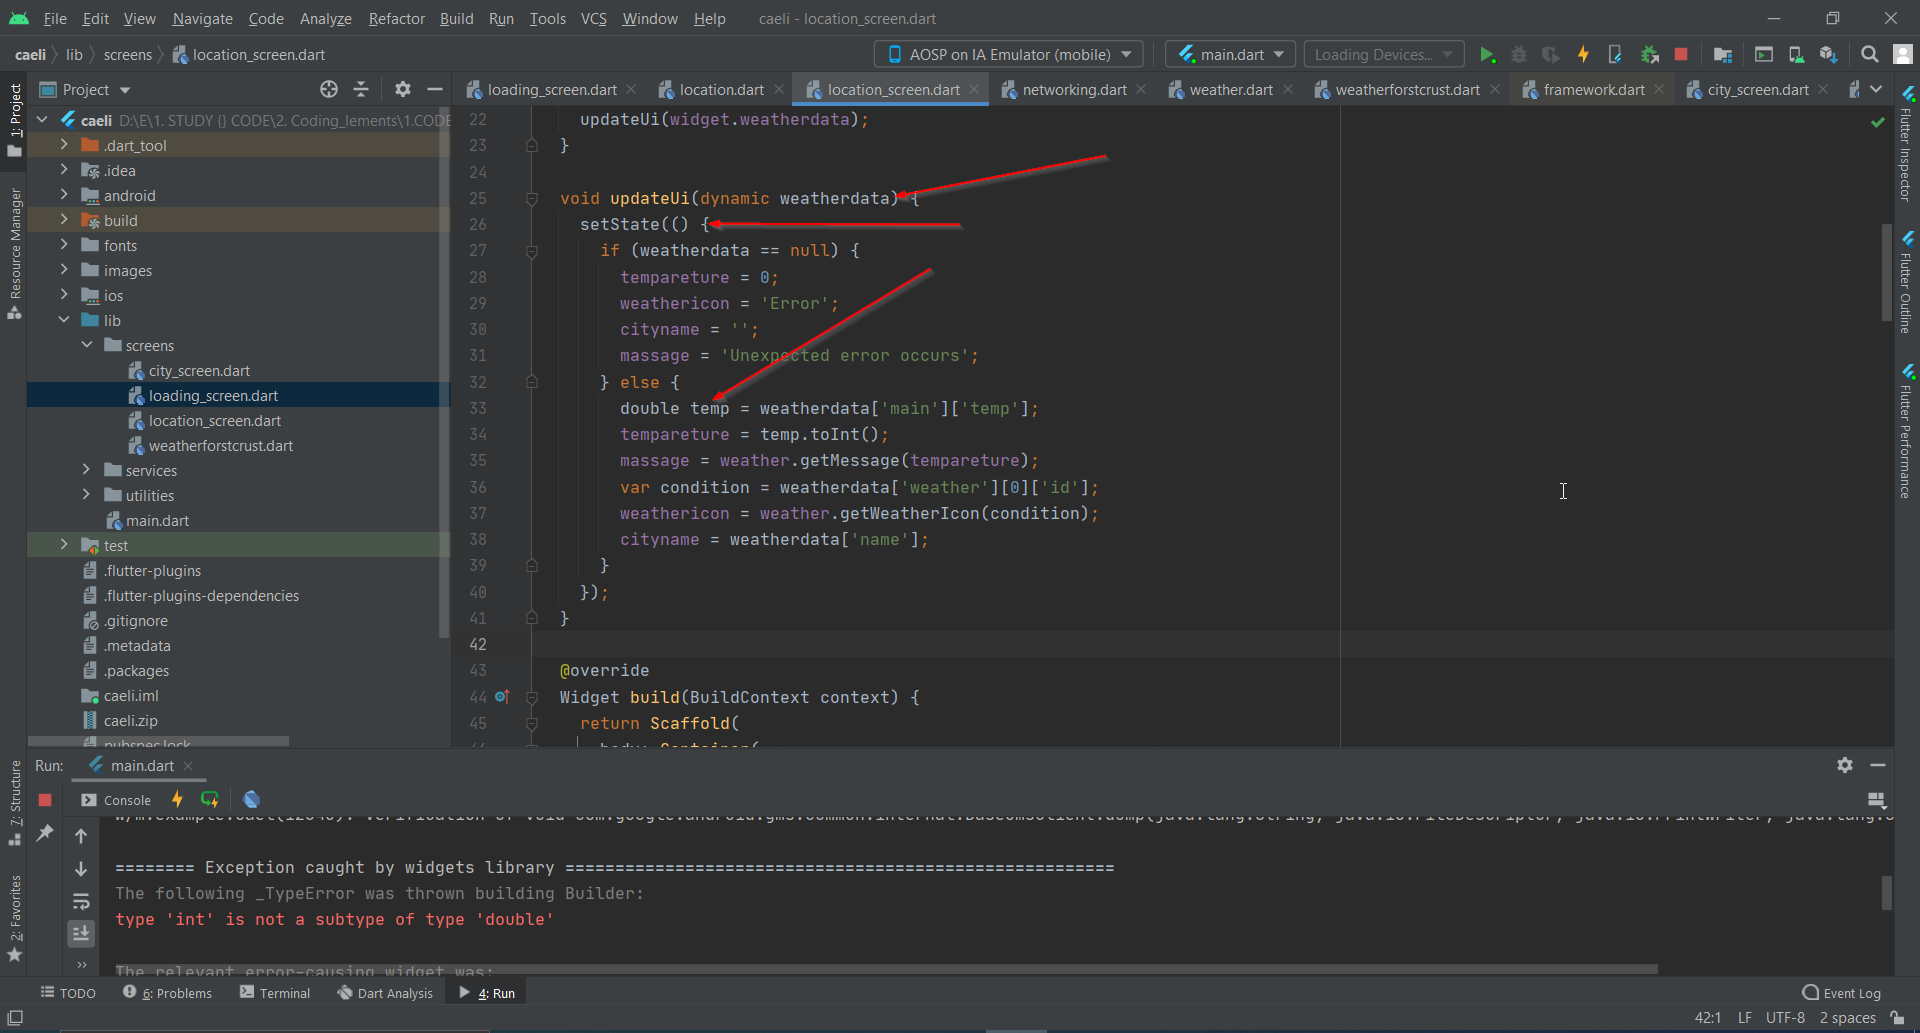 File Edit View Navigate Code Analyze Refactor Build Run Tools VCS Window Help caeli - location_screen.dart
caeli lib screens location_screen.dart AOSP on IA Emulator (mobile) main.dart Loading Devices...
Project loading_screen.dart location.dart location_screen.dart networking.dart weather.dart weatherforstcrust.dart framework.dart city_screen.dart
1: Project
Resource Manager
7: Structure
2: Favorites
caeli D:\E\1. STUDY {} CODE\2. Coding_lements\1.CODE
.dart_tool
.idea
android
build
fonts
images
ios
lib
screens
city_screen.dart
loading_screen.dart
location_screen.dart
weatherforstcrust.dart
services
utilities
main.dart
test
.flutter-plugins
.flutter-plugins-dependencies
.gitignore
.metadata
.packages
caeli.iml
caeli.zip
pubspec.lock
22 updateUi(widget.weatherdata);
23 }
24
25 void updateUi(dynamic weatherdata) {
26 setState(() {
27 if (weatherdata == null) {
28 tempareture = 0;
29 weathericon = 'Error';
30 cityname = '';
31 massage = 'Unexpected error occurs';
32 } else {
33 double temp = weatherdata['main']['temp'];
34 tempareture = temp.toInt();
35 massage = weather.getMessage(tempareture);
36 var condition = weatherdata['weather'][0]['id'];
37 weathericon = weather.getWeatherIcon(condition);
38 cityname = weatherdata['name'];
39 }
40 });
41 }
42
43 @override
44 Widget build(BuildContext context) {
45 return Scaffold(
body: Container(
Flutter Inspector
Flutter Outline
Flutter Performance
Run: main.dart
Console
======== Exception caught by widgets library =======================================================
The following _TypeError was thrown building Builder:
type 'int' is not a subtype of type 'double'
The relevant error-causing widget was:
TODO 6: Problems Terminal Dart Analysis 4: Run Event Log
42:1 LF UTF-8 2 spaces